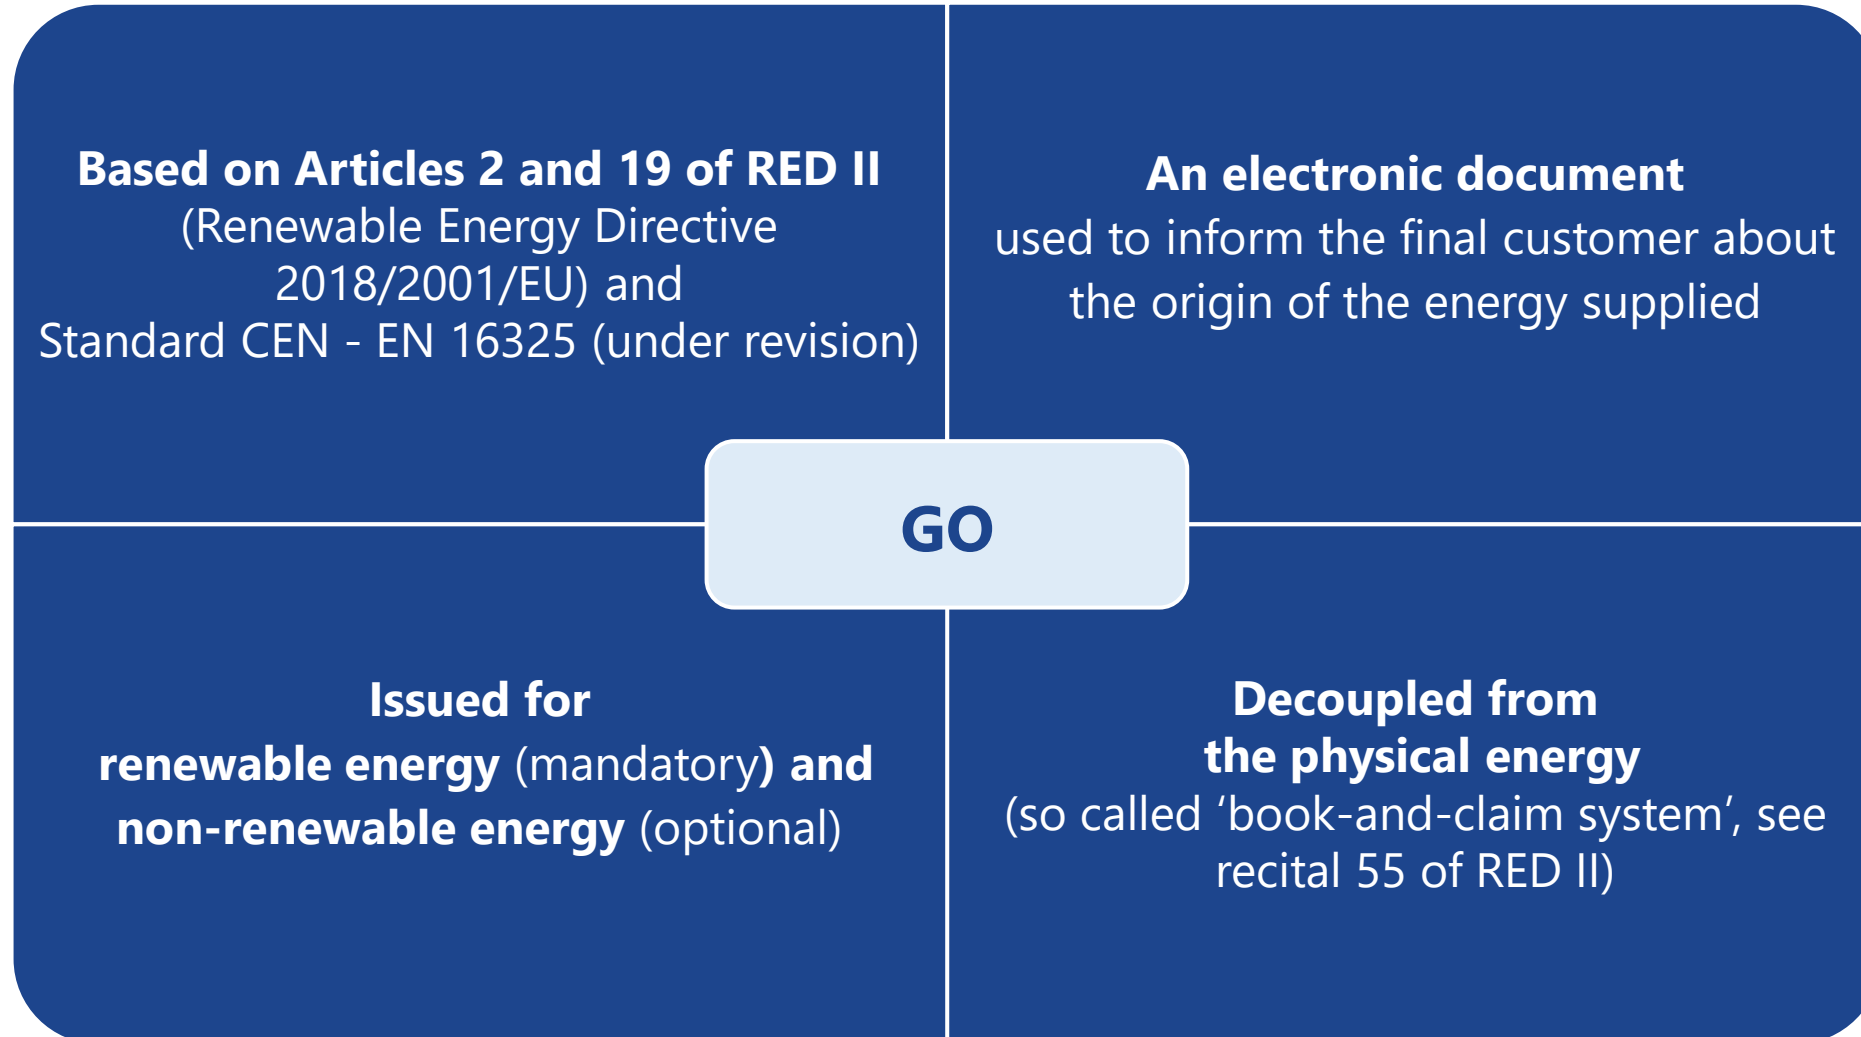 Based on Articles 2 and 19 of RED II
(Renewable Energy Directive
2018/2001/EU) and
Standard CEN - EN 16325 (under revision)
An electronic document
used to inform the final customer about
the origin of the energy supplied
GO
Issued for
renewable energy (mandatory) and
non-renewable energy (optional)
Decoupled from
the physical energy
(so called ‘book-and-claim system’, see
recital 55 of RED II)